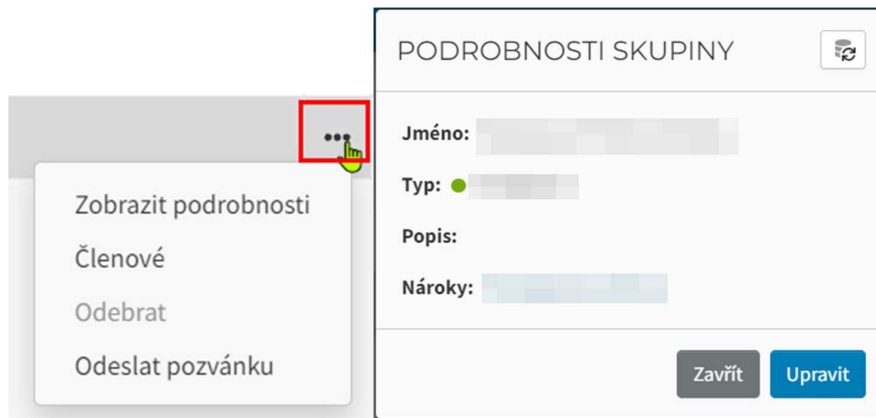 Zobrazit podrobnosti
Členové
Odebrat
Odeslat pozvánku
PODROBNOSTI SKUPINY
Jméno:
Typ:
Popis:
Nároky:
Zavřít Upravit